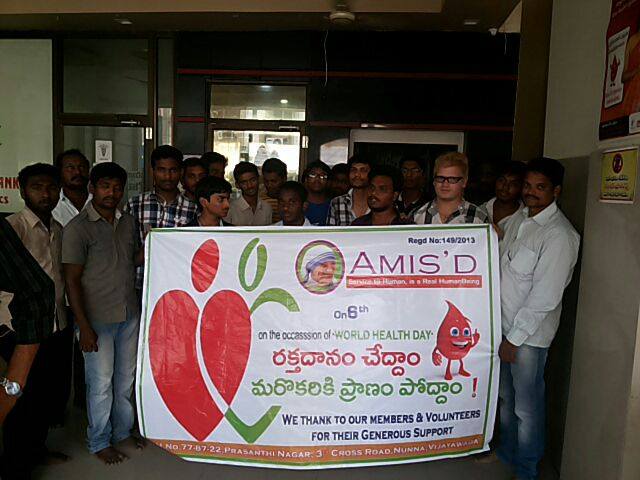 Regd No:149/2013
AMIS'D
Service to Human, is a Real HumanBeing
On 6th
on the occasssion of "WORLD HEALTH DAY"
రక్తదానం చేద్దాం
మరొకరికి ప్రాణం పోద్దాం !
WE THANK TO OUR MEMBERS & VOLUNTEERS
FOR THEIR GENEROUS SUPPORT
No.77-87-22, PRASANTHI NAGAR, 3 CROSS ROAD, NUNNA, VIJAYAWADA